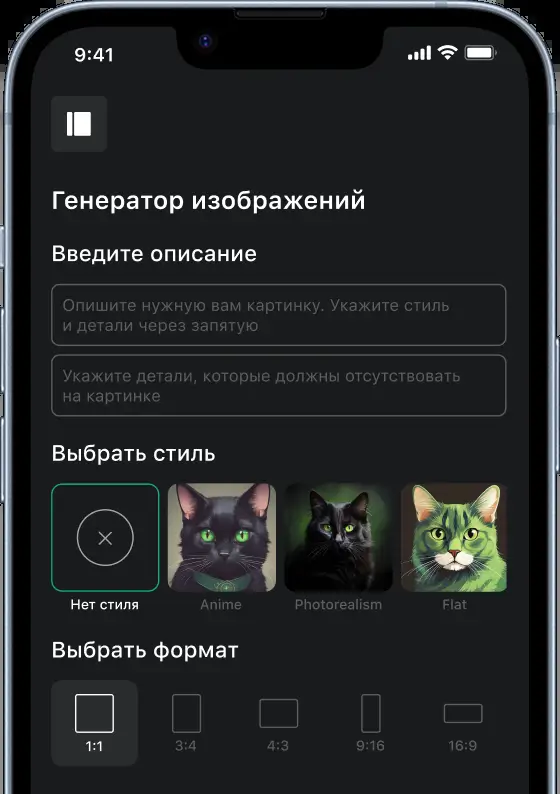 9:41
Генератор изображений
Введите описание
Опишите нужную вам картинку. Укажите стиль
и детали через запятую
Укажите детали, которые должны отсутствовать
на картинке
Выбрать стиль
Нет стиля
Anime
Photorealism
Flat
Выбрать формат
1:1
3:4
4:3
9:16
16:9